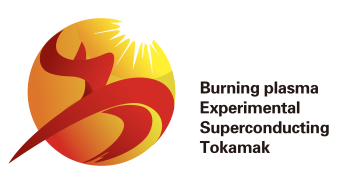 Burning plasma
Experimental
Superconducting
Tokamak